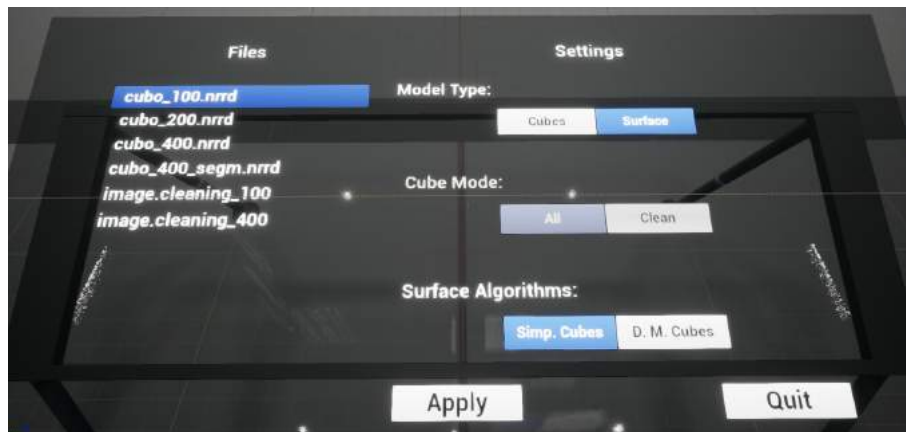 Files
cubo_100.nrrd
cubo_200.nrrd
cubo_400.nrrd
cubo_400_segm.nrrd
image.cleaning_100
image.cleaning_400
Settings
Model Type:
Cubes Surface
Cube Mode:
All Clean
Surface Algorithms:
Simp. Cubes D. M. Cubes
Apply Quit